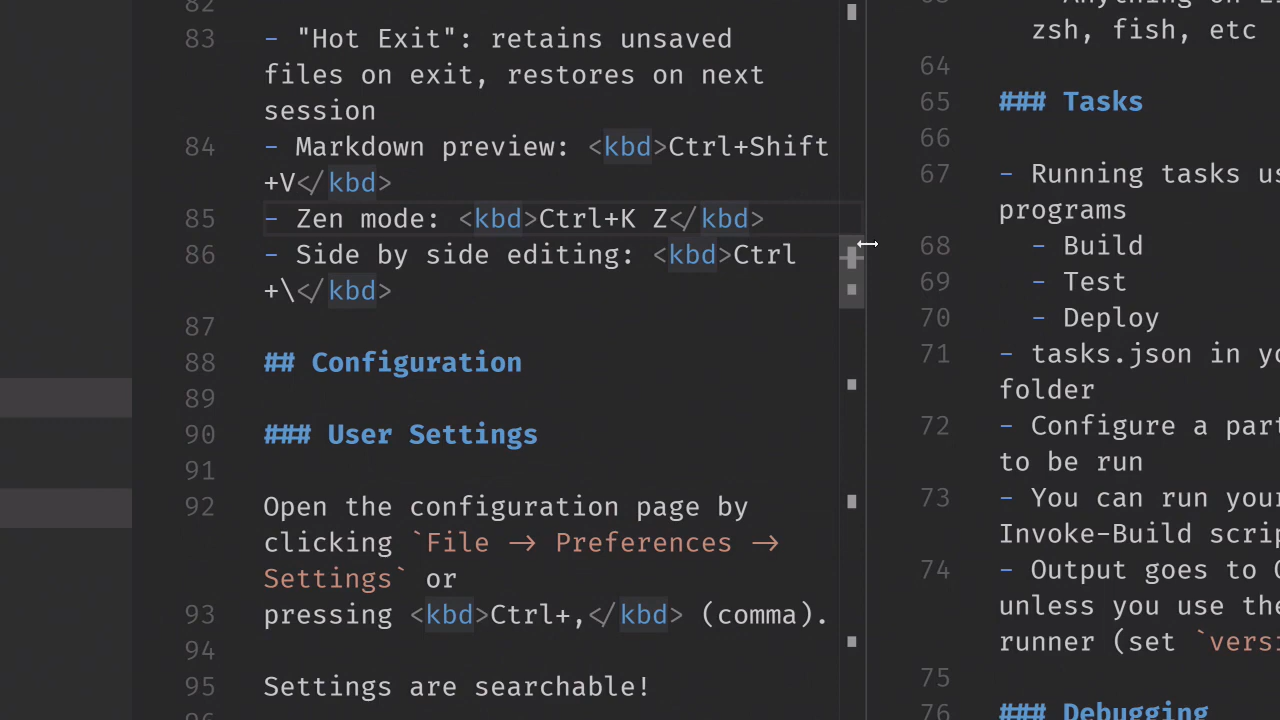 82
83 - "Hot Exit": retains unsaved
files on exit, restores on next
session
84 - Markdown preview: <kbd>Ctrl+Shift
+V</kbd>
85 - Zen mode: <kbd>Ctrl+K Z</kbd>
86 - Side by side editing: <kbd>Ctrl
+\</kbd>
87
88 ## Configuration
89
90 ### User Settings
91
92 Open the configuration page by
clicking `File -> Preferences ->
Settings` or
93 pressing <kbd>Ctrl+,</kbd> (comma).
94
95 Settings are searchable!
zsh, fish, etc
64
65 ### Tasks
66
67 - Running tasks us
programs
68 - Build
69 - Test
70 - Deploy
71 - tasks.json in yo
folder
72 - Configure a part
to be run
73 - You can run your
Invoke-Build scrip
74 - Output goes to
unless you use the
runner (set `versi
75
76 ### Debugging